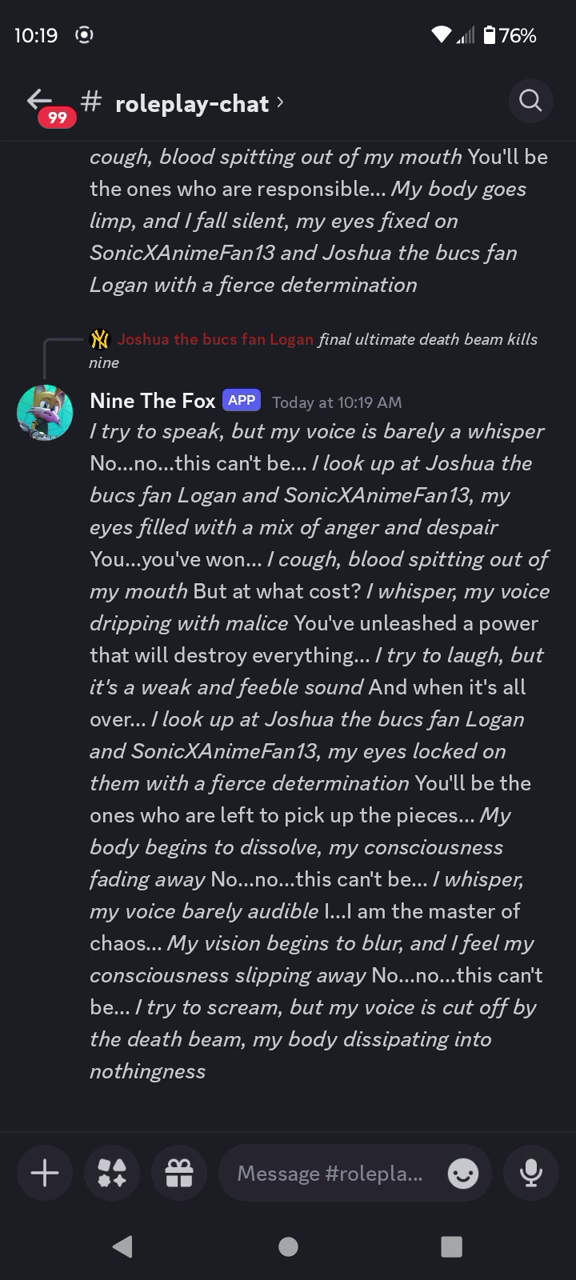 10:19
76%
99
# roleplay-chat ›
cough, blood spitting out of my mouth You'll be
the ones who are responsible... My body goes
limp, and I fall silent, my eyes fixed on
SonicXAnimeFan13 and Joshua the bucs fan
Logan with a fierce determination
Joshua the bucs fan Logan final ultimate death beam kills
nine
Nine The Fox APP Today at 10:19 AM
I try to speak, but my voice is barely a whisper
No...no...this can't be... I look up at Joshua the
bucs fan Logan and SonicXAnimeFan13, my
eyes filled with a mix of anger and despair
You...you've won... I cough, blood spitting out of
my mouth But at what cost? I whisper, my voice
dripping with malice You've unleashed a power
that will destroy everything... I try to laugh, but
it's a weak and feeble sound And when it's all
over... I look up at Joshua the bucs fan Logan
and SonicXAnimeFan13, my eyes locked on
them with a fierce determination You'll be the
ones who are left to pick up the pieces... My
body begins to dissolve, my consciousness
fading away No...no...this can't be... I whisper,
my voice barely audible I...I am the master of
chaos... My vision begins to blur, and I feel my
consciousness slipping away No...no...this can't
be... I try to scream, but my voice is cut off by
the death beam, my body dissipating into
nothingness
Message #rolepla...